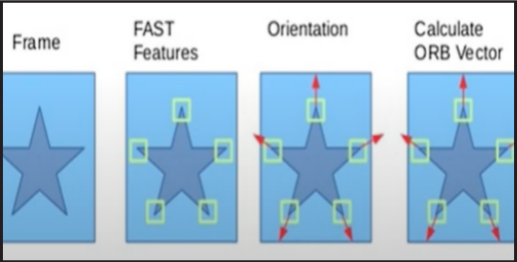 Frame
FAST
Features
Orientation
Calculate
ORB Vector